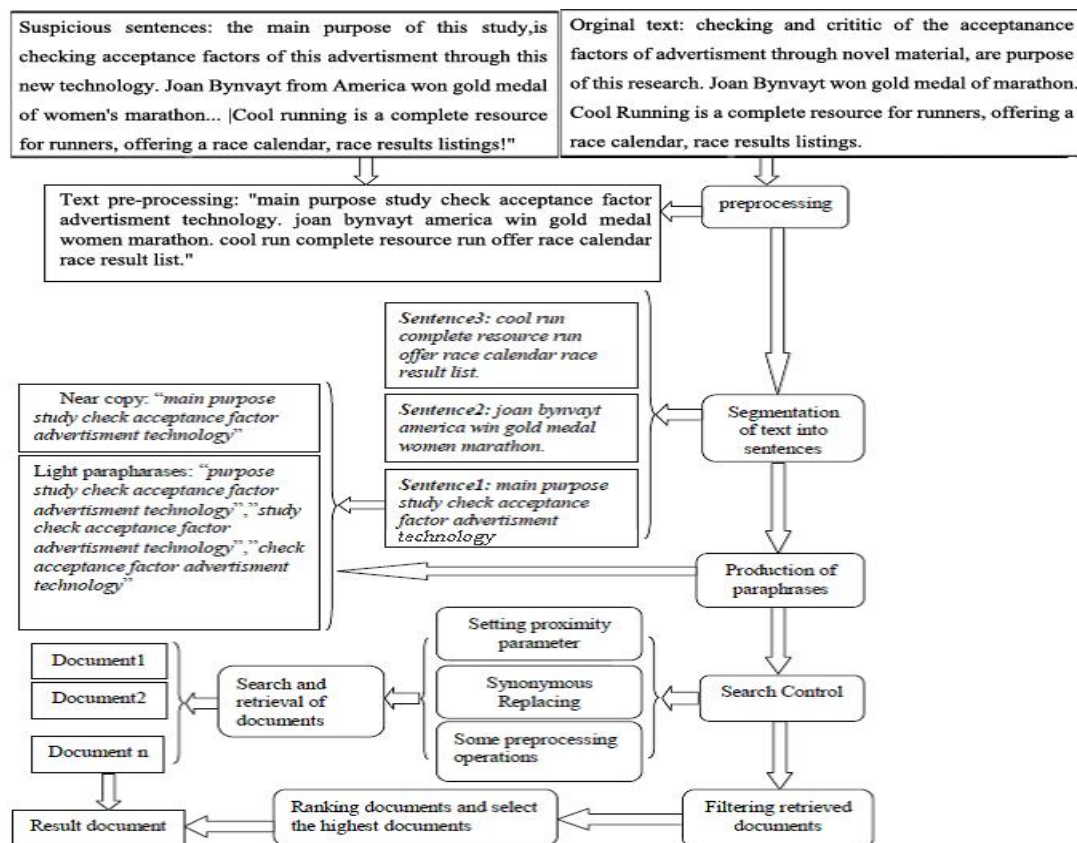 Suspicious sentences: the main purpose of this study,is
checking acceptance factors of this advertisment through this
new technology. Joan Bynvayt from America won gold medal
of women's marathon... |Cool running is a complete resource
for runners, offering a race calendar, race results listings!"
Orginal text: checking and crititic of the acceptanance
factors of advertisment through novel material, are purpose
of this research. Joan Bynvayt won gold medal of marathon.
Cool Running is a complete resource for runners, offering a
race calendar, race results listings.
Text pre-processing: "main purpose study check acceptance factor
advertisment technology. joan bynvayt america win gold medal
women marathon. cool run complete resource run offer race calendar
race result list."
preprocessing
Sentence3: cool run
complete resource run
offer race calendar race
result list.
Sentence2: joan bynvayt
america win gold medal
women marathon.
Sentence1: main purpose
study check acceptance
factor advertisment
technology
Segmentation
of text into
sentences
Near copy: “main purpose
study check acceptance factor
advertisment technology”
Light parapharases: “purpose
study check acceptance factor
advertisment technology”,”study
check acceptance factor
advertisment technology”,”check
acceptance factor advertisment
technology”
Production of
paraphrases
Setting proximity
parameter
Synonymous
Replacing
Some preprocessing
operations
Search Control
Search and
retrieval of
documents
Document1
Document2
Document n
Filtering retrieved
documents
Ranking documents and select
the highest documents
Result document